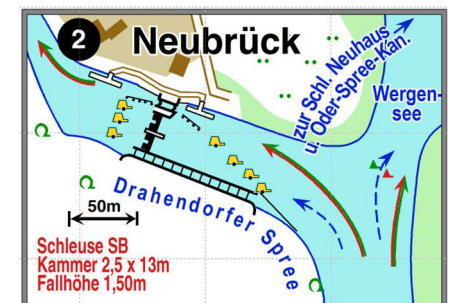 2
Neubrück
zur Schl. Neuhaus
u. Oder-Spree-Kan.
Wergen-
see
Drahendorfer Spree
50m
Schleuse SB
Kammer 2,5 x 13m
Fallhöhe 1,50m